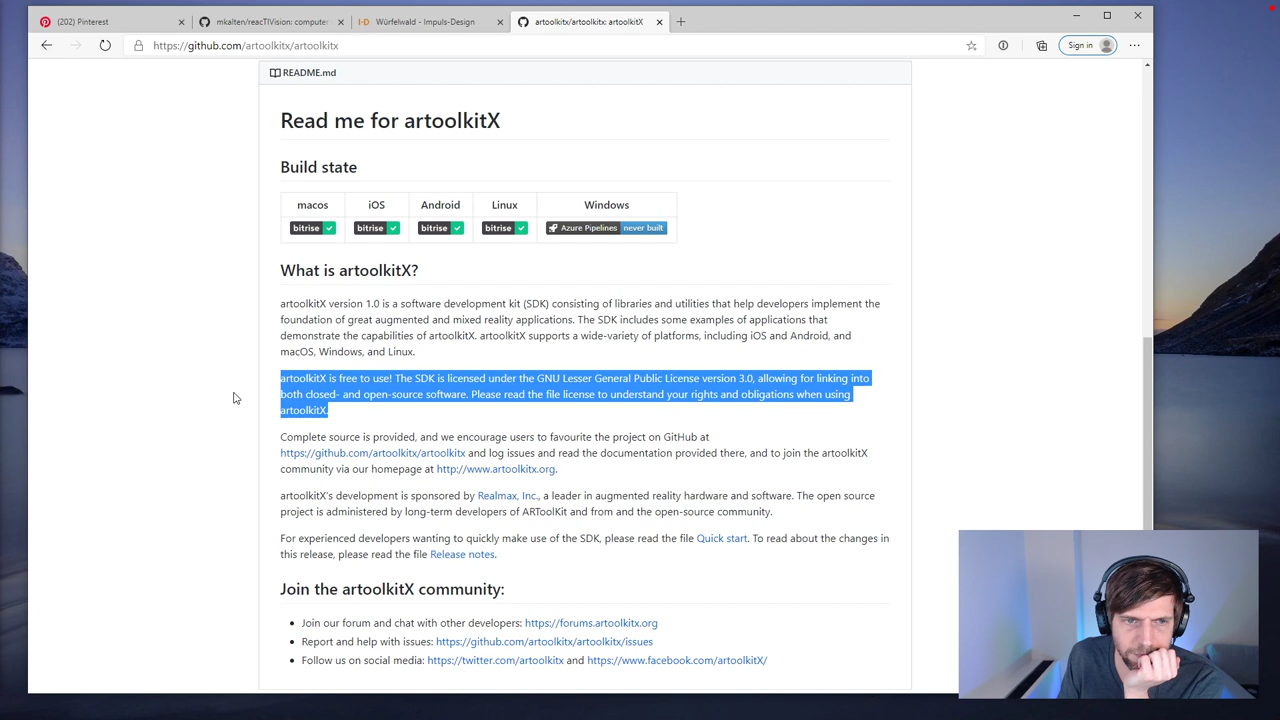 (202) Pinterest
mkalten/reacTIVision: computer
I-D Würfelwald - Impuls-Design
artoolkitx/artoolkitx: artoolkitX
https://github.com/artoolkitx/artoolkitx
Sign in
README.md
Read me for artoolkitX
Build state
macos iOS Android Linux Windows
bitrise bitrise bitrise bitrise Azure Pipelines never built
What is artoolkitX?
artoolkitX version 1.0 is a software development kit (SDK) consisting of libraries and utilities that help developers implement the
foundation of great augmented and mixed reality applications. The SDK includes some examples of applications that
demonstrate the capabilities of artoolkitX. artoolkitX supports a wide-variety of platforms, including iOS and Android, and
macOS, Windows, and Linux.
artoolkitX is free to use! The SDK is licensed under the GNU Lesser General Public License version 3.0, allowing for linking into
both closed- and open-source software. Please read the file license to understand your rights and obligations when using
artoolkitX.
Complete source is provided, and we encourage users to favourite the project on GitHub at
https://github.com/artoolkitx/artoolkitx and log issues and read the documentation provided there, and to join the artoolkitX
community via our homepage at http://www.artoolkitx.org.
artoolkitX's development is sponsored by Realmax, Inc., a leader in augmented reality hardware and software. The open source
project is administered by long-term developers of ARToolKit and from and the open-source community.
For experienced developers wanting to quickly make use of the SDK, please read the file Quick start. To read about the changes in
this release, please read the file Release notes.
Join the artoolkitX community:
Join our forum and chat with other developers: https://forums.artoolkitx.org
Report and help with issues: https://github.com/artoolkitx/artoolkitx/issues
Follow us on social media: https://twitter.com/artoolkitx and https://www.facebook.com/artoolkitX/